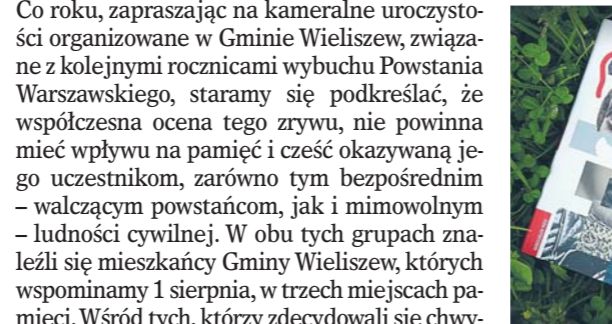 Co roku, zapraszając na kameralne uroczysto-
ści organizowane w Gminie Wieliszew, związa-
ne z kolejnymi rocznicami wybuchu Powstania
Warszawskiego, staramy się podkreślać, że
współczesna ocena tego zrywu, nie powinna
mieć wpływu na pamięć i cześć okazywaną je-
go uczestnikom, zarówno tym bezpośrednim
– walczącym powstańcom, jak i mimowolnym
– ludności cywilnej. W obu tych grupach zna-
leźli się mieszkańcy Gminy Wieliszew, których
wspominamy 1 sierpnia, w trzech miejscach pa-
mięci. Wśród tych, którzy zdecydowali się chwy-